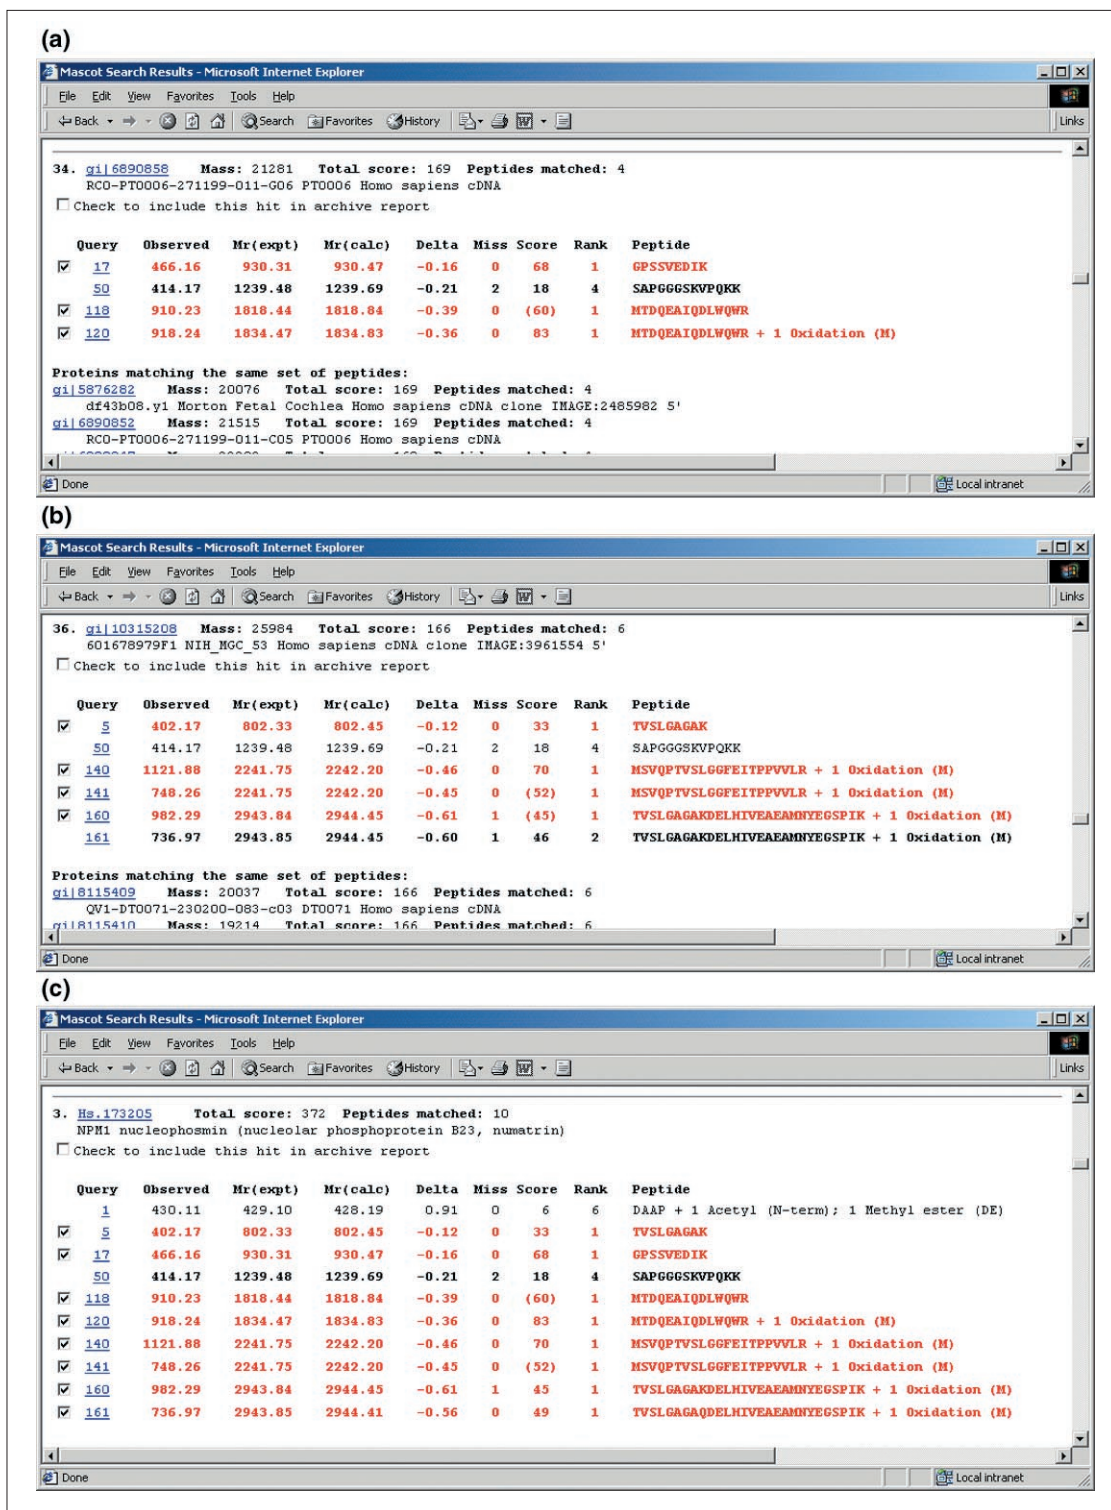 (a)
Mascot Search Results - Microsoft Internet Explorer
File Edit View Favorites Tools Help
Back Search Favorites History Links
34. gi|6890858 Mass: 21281 Total score: 169 Peptides matched: 4
RC0-PT0006-271199-011-G06 PT0006 Homo sapiens cDNA
Check to include this hit in archive report
Query Observed Mr(expt) Mr(calc) Delta Miss Score Rank Peptide
17 466.16 930.31 930.47 -0.16 0 68 1 GPSSVEDIK
50 414.17 1239.48 1239.69 -0.21 2 18 4 SAPGGGSKVPQKK
118 910.23 1818.44 1818.84 -0.39 0 (60) 1 MTDQEAIQDLWQWR
120 918.24 1834.47 1834.83 -0.36 0 83 1 MTDQEAIQDLWQWR + 1 Oxidation (M)
Proteins matching the same set of peptides:
gi|5876282 Mass: 20076 Total score: 169 Peptides matched: 4
df43b08.y1 Morton Fetal Cochlea Homo sapiens cDNA clone IMAGE:2485982 5'
gi|6890852 Mass: 21515 Total score: 169 Peptides matched: 4
RC0-PT0006-271199-011-C05 PT0006 Homo sapiens cDNA
Done Local intranet
(b)
Mascot Search Results - Microsoft Internet Explorer
File Edit View Favorites Tools Help
Back Search Favorites History Links
36. gi|10315208 Mass: 25984 Total score: 166 Peptides matched: 6
601678979F1 NIH_MGC_53 Homo sapiens cDNA clone IMAGE:3961554 5'
Check to include this hit in archive report
Query Observed Mr(expt) Mr(calc) Delta Miss Score Rank Peptide
5 402.17 802.33 802.45 -0.12 0 33 1 TVSLGAGAK
50 414.17 1239.48 1239.69 -0.21 2 18 4 SAPGGGSKVPQKK
140 1121.88 2241.75 2242.20 -0.46 0 70 1 MSVQPTVSLGGFEITPPVVLR + 1 Oxidation (M)
141 748.26 2241.75 2242.20 -0.45 0 (52) 1 MSVQPTVSLGGFEITPPVVLR + 1 Oxidation (M)
160 982.29 2943.84 2944.45 -0.61 1 (45) 1 TVSLGAGAKDELHIVEAEAMNYEGSPIK + 1 Oxidation (M)
161 736.97 2943.85 2944.45 -0.60 1 46 2 TVSLGAGAKDELHIVEAEAMNYEGSPIK + 1 Oxidation (M)
Proteins matching the same set of peptides:
gi|8115409 Mass: 20037 Total score: 166 Peptides matched: 6
QV1-DT0071-230200-083-c03 DT0071 Homo sapiens cDNA
gi|8115410 Mass: 19214 Total score: 166 Peptides matched: 6
Done Local intranet
(c)
Mascot Search Results - Microsoft Internet Explorer
File Edit View Favorites Tools Help
Back Search Favorites History Links
3. Hs.173205 Total score: 372 Peptides matched: 10
NPM1 nucleophosmin (nucleolar phosphoprotein B23, numatrin)
Check to include this hit in archive report
Query Observed Mr(expt) Mr(calc) Delta Miss Score Rank Peptide
1 430.11 429.10 428.19 0.91 0 6 6 DAAP + 1 Acetyl (N-term); 1 Methyl ester (DE)
5 402.17 802.33 802.45 -0.12 0 33 1 TVSLGAGAK
17 466.16 930.31 930.47 -0.16 0 68 1 GPSSVEDIK
50 414.17 1239.48 1239.69 -0.21 2 18 4 SAPGGGSKVPQKK
118 910.23 1818.44 1818.84 -0.39 0 (60) 1 MTDQEAIQDLWQWR
120 918.24 1834.47 1834.83 -0.36 0 83 1 MTDQEAIQDLWQWR + 1 Oxidation (M)
140 1121.88 2241.75 2242.20 -0.46 0 70 1 MSVQPTVSLGGFEITPPVVLR + 1 Oxidation (M)
141 748.26 2241.75 2242.20 -0.45 0 (52) 1 MSVQPTVSLGGFEITPPVVLR + 1 Oxidation (M)
160 982.29 2943.84 2944.45 -0.61 1 45 1 TVSLGAGAKDELHIVEAEAMNYEGSPIK + 1 Oxidation (M)
161 736.97 2943.85 2944.41 -0.56 0 49 1 TVSLGAGAQDELHIVEAEAMNYEGSPIK + 1 Oxidation (M)
Done Local intranet